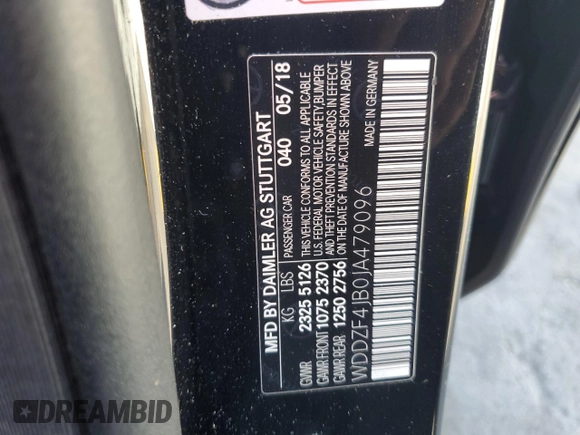 MFD BY DAIMLER AG STUTTGART
KG LBS PASSENGER CAR 040 05/18
GVWR 2325 5126 THIS VEHICLE CONFORMS TO ALL APPLICABLE
GAWR FRONT 1075 2370 U.S. FEDERAL MOTOR VEHICLE SAFETY, BUMPER
AND THEFT PREVENTION STANDARDS IN EFFECT
GAWR REAR 1250 2756 ON THE DATE OF MANUFACTURE SHOWN ABOVE
WDDZF4JB0JA479096 MADE IN GERMANY
DREAMBID